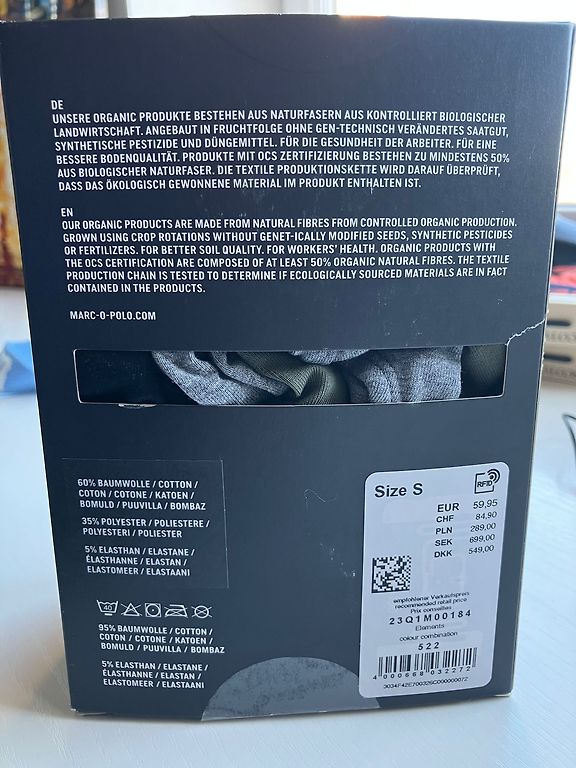 DE
UNSERE ORGANIC PRODUKTE BESTEHEN AUS NATURFASERN AUS KONTROLLIERT BIOLOGISCHER
LANDWIRTSCHAFT. ANGEBAUT IN FRUCHTFOLGE OHNE GEN-TECHNISCH VERÄNDERTES SAATGUT,
SYNTHETISCHE PESTIZIDE UND DÜNGEMITTEL. FÜR DIE GESUNDHEIT DER ARBEITER. FÜR EINE
BESSERE BODENQUALITÄT. PRODUKTE MIT OCS ZERTIFIZIERUNG BESTEHEN ZU MINDESTENS 50%
AUS BIOLOGISCHER NATURFASER. DIE TEXTILE PRODUKTIONSKETTE WIRD DARAUF ÜBERPRÜFT,
DASS DAS ÖKOLOGISCH GEWONNENE MATERIAL IM PRODUKT ENTHALTEN IST.
EN
OUR ORGANIC PRODUCTS ARE MADE FROM NATURAL FIBRES FROM CONTROLLED ORGANIC PRODUCTION.
GROWN USING CROP ROTATIONS WITHOUT GENET-ICALLY MODIFIED SEEDS, SYNTHETIC PESTICIDES
OR FERTILIZERS. FOR BETTER SOIL QUALITY. FOR WORKERS' HEALTH. ORGANIC PRODUCTS WITH
THE OCS CERTIFICATION ARE COMPOSED OF AT LEAST 50% ORGANIC NATURAL FIBRES. THE TEXTILE
PRODUCTION CHAIN IS TESTED TO DETERMINE IF ECOLOGICALLY SOURCED MATERIALS ARE IN FACT
CONTAINED IN THE PRODUCTS.
MARC-O-POLO.COM
60% BAUMWOLLE / COTTON /
COTON / COTONE / KATOEN /
BOMULD / PUUVILLA / BOMBAZ
35% POLYESTER / POLIESTERE /
POLYESTERI / POLIESTER
5% ELASTHAN / ELASTANE /
ÉLASTHANNE / ELASTAN /
ELASTOMEER / ELASTAANI
40
95% BAUMWOLLE / COTTON /
COTON / COTONE / KATOEN /
BOMULD / PUUVILLA / BOMBAZ
5% ELASTHAN / ELASTANE /
ÉLASTHANNE / ELASTAN /
ELASTOMEER / ELASTAANI
Size S
RFID
EUR 59,95
CHF 84,90
PLN 289,00
SEK 699,00
DKK 549,00
empfohlener Verkaufspreis
recommended retail price
Prix conseilles
23Q1M00184
Elements
colour combination
522
4 000668 032272
3034F42E700326C000000072